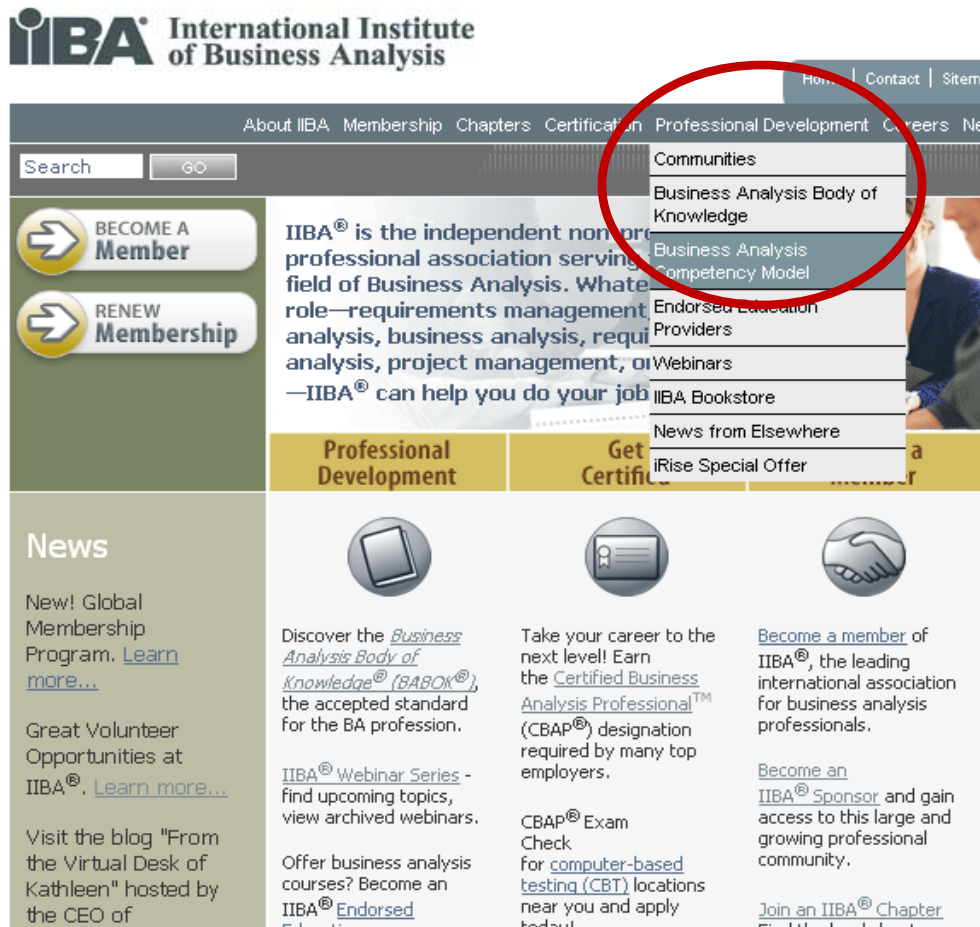 iiBA® International Institute
of Business Analysis
Home | Contact |
About IIBA Membership Chapters Certification Professional Development Careers
Search GO
Communities
Business Analysis Body of
Knowledge
Business Analysis
Competency Model
Endorsed Education
Providers
Webinars
IIBA Bookstore
News from Elsewhere
iRise Special Offer
BECOME A
Member
RENEW
Membership
IIBA® is the independent
professional association serving
field of Business Analysis.
role—requirements management,
analysis, business analysis,
analysis, project management,
—IIBA® can help you do your job
Professional
Development
Get
Certified
a
News
New! Global
Membership
Program. Learn
more...
Great Volunteer
Opportunities at
IIBA®. Learn more...
Visit the blog "From
the Virtual Desk of
Kathleen" hosted by
the CEO of
Discover the Business
Analysis Body of
Knowledge® (BABOK®),
the accepted standard
for the BA profession.
IIBA® Webinar Series -
find upcoming topics,
view archived webinars.
Offer business analysis
courses? Become an
IIBA® Endorsed
Take your career to the
next level! Earn
the Certified Business
Analysis Professional™
(CBAP®) designation
required by many top
employers.
CBAP® Exam
Check
for computer-based
testing (CBT) locations
near you and apply
today!
Become a member of
IIBA®, the leading
international association
for business analysis
professionals.
Become an
IIBA® Sponsor and gain
access to this large and
growing professional
community.
Join an IIBA® Chapter